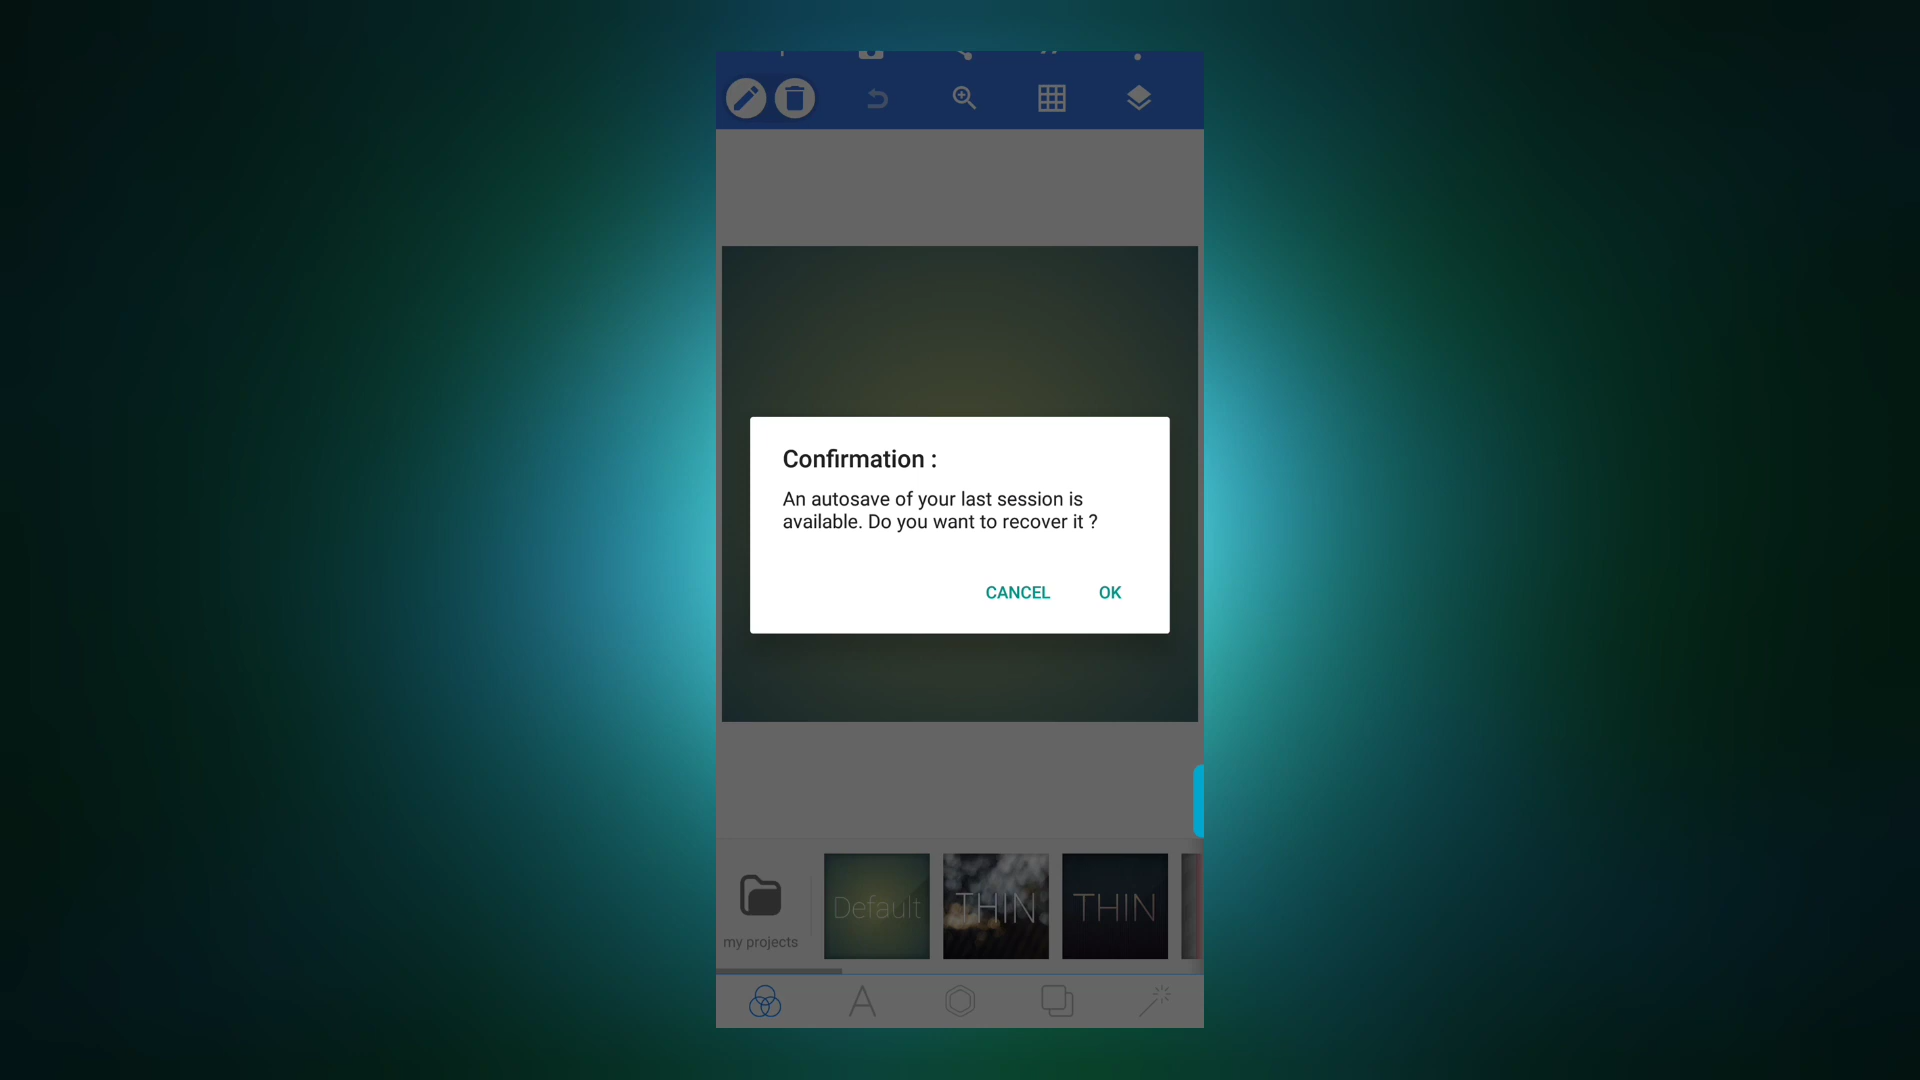 Confirmation :
An autosave of your last session is
available. Do you want to recover it ?
CANCEL
OK
my projects
Default
THIN
THIN
A